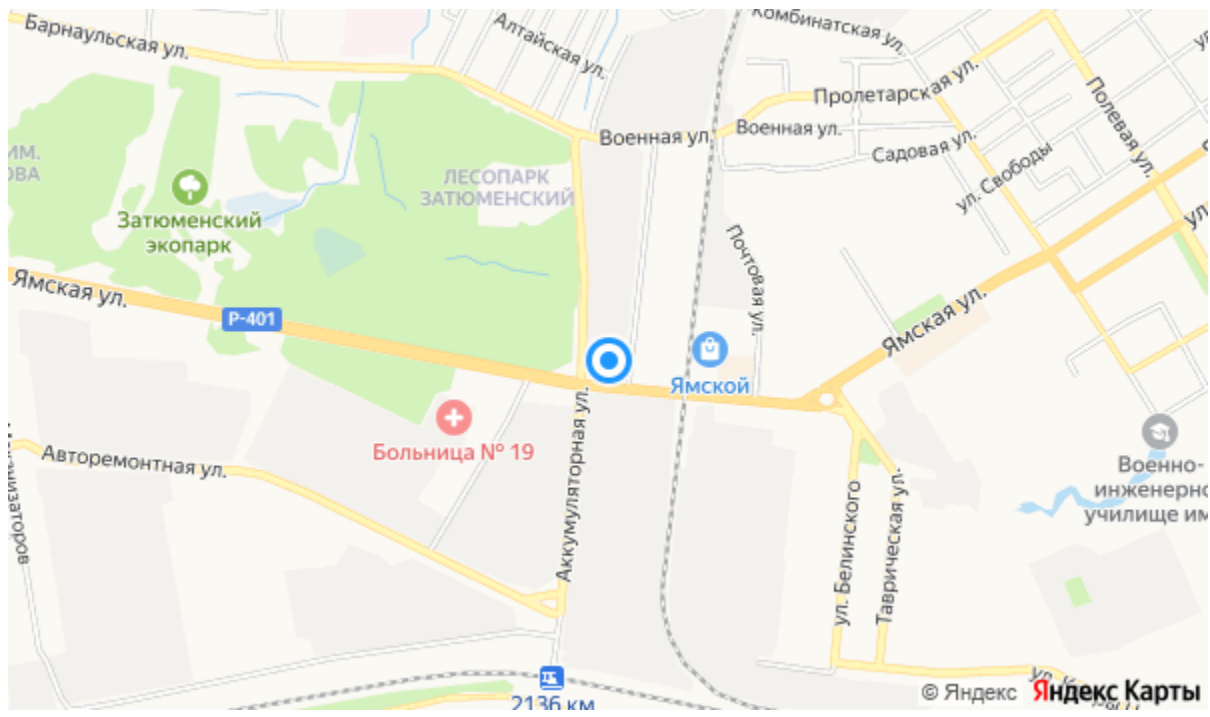 Барнаульская ул.
Алтайская ул.
Комбинатская ул.
Пролетарская ул.
Полевая ул.
Военная ул.
Военная ул.
Садовая ул.
ул. Свободы
ЛЕСОПАРК
ЗАТЮМЕНСКИЙ
Затюменский
экопарк
Почтовая ул.
Ямская ул.
Р-401
Ямская ул.
Ямской
Больница № 19
Авторемонтная ул.
Аккумуляторная ул.
Военно-
училище им
ул. Белинского
Таврическая ул.
2136 км
© Яндекс Яндекс Карты